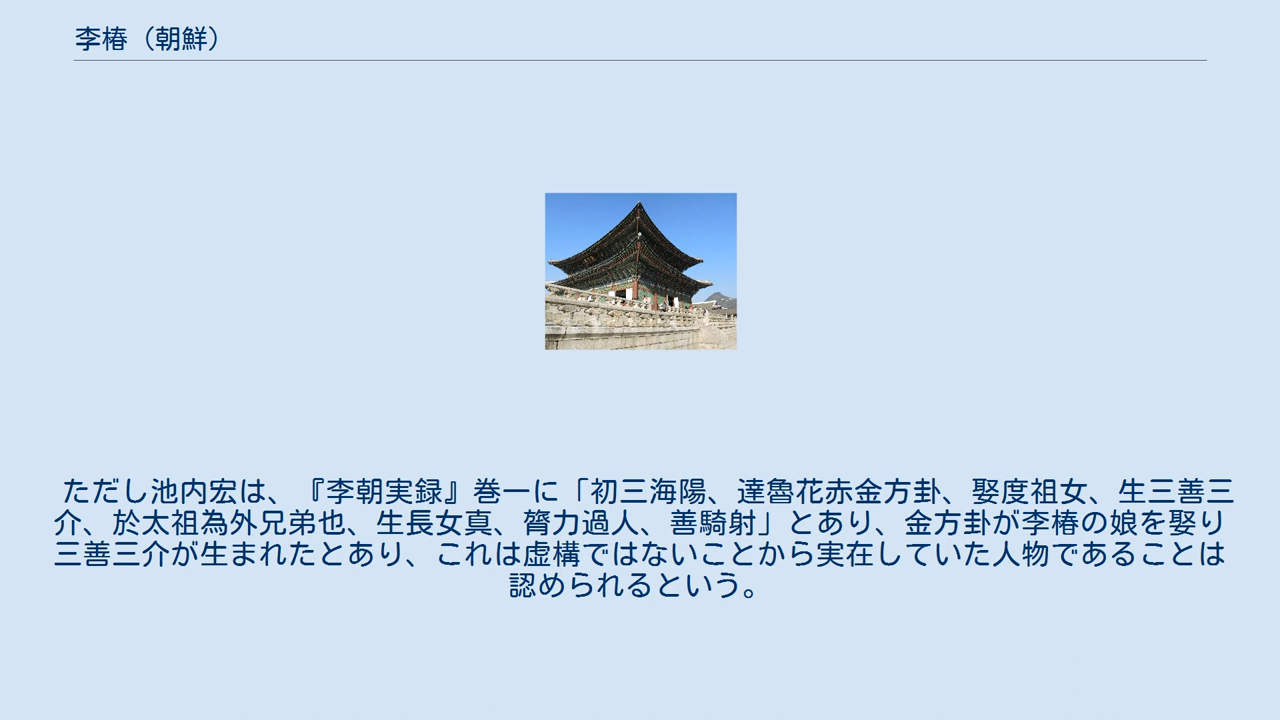 李椿（朝鮮）
ただし池内宏は、『李朝実録』巻一に「初三海陽、達魯花赤金方卦、娶度祖女、生三善三
介、於太祖為外兄弟也、生長女真、膂力過人、善騎射」とあり、金方卦が李椿の娘を娶り
三善三介が生まれたとあり、これは虚構ではないことから実在していた人物であることは
認められるという。